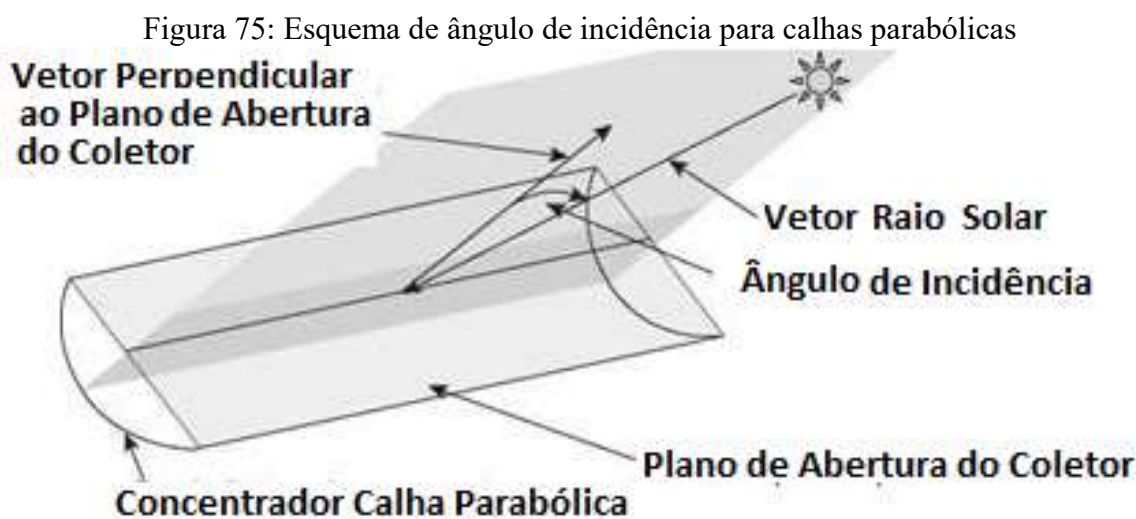 Figura 75: Esquema de ângulo de incidência para calhas parabólicas
Vetor Perpendicular
ao Plano de Abertura
do Coletor
Vetor Raio Solar
Ângulo de Incidência
Plano de Abertura do Coletor
Concentrador Calha Parabólica